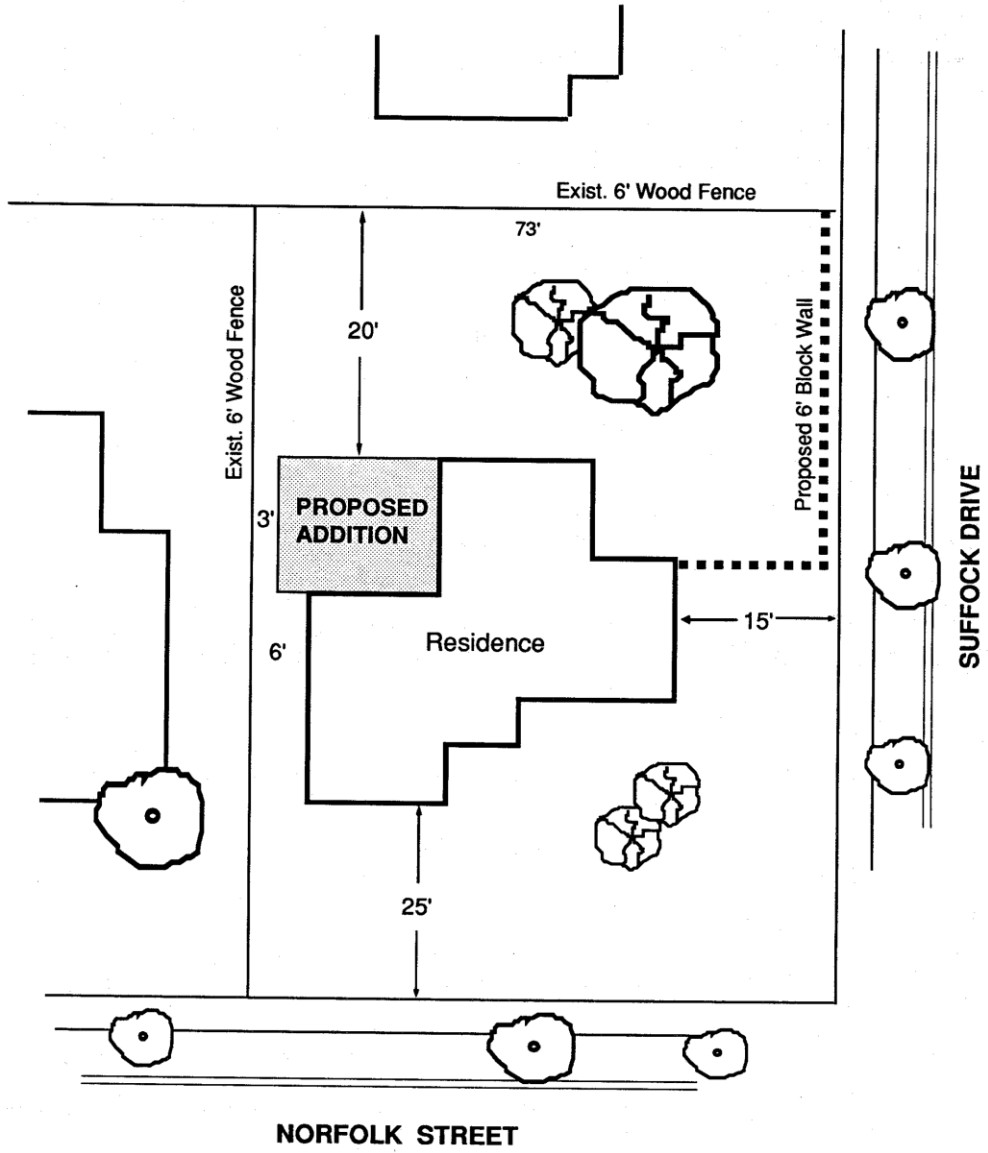 Exist. 6' Wood Fence
73'
20'
Exist. 6' Wood Fence
Proposed 6' Block Wall
3'
PROPOSED
ADDITION
SUFFOCK DRIVE
15'
Residence
6'
25'
NORFOLK STREET